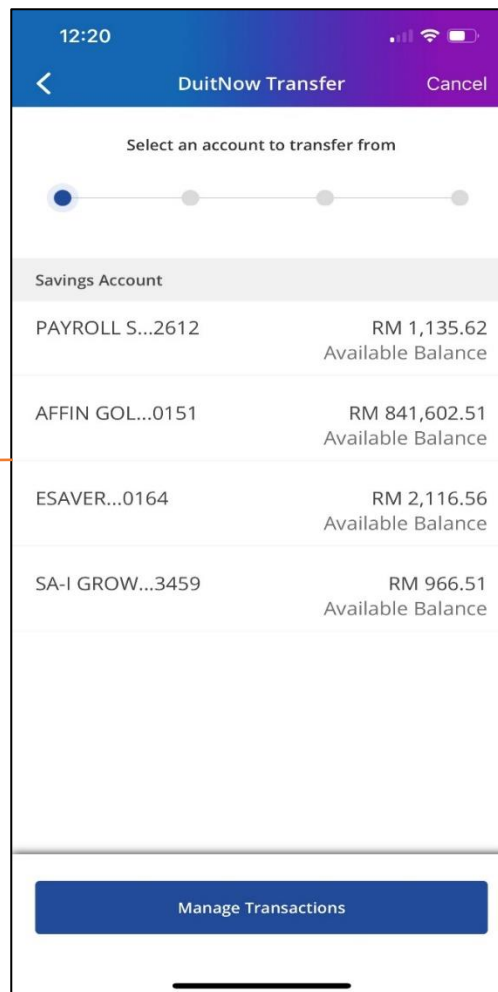 12:20
DuitNow Transfer
Cancel
Select an account to transfer from
Savings Account
PAYROLL S...2612
RM 1,135.62
Available Balance
AFFIN GOL...0151
RM 841,602.51
Available Balance
ESAVER...0164
RM 2,116.56
Available Balance
SA-I GROW...3459
RM 966.51
Available Balance
Manage Transactions